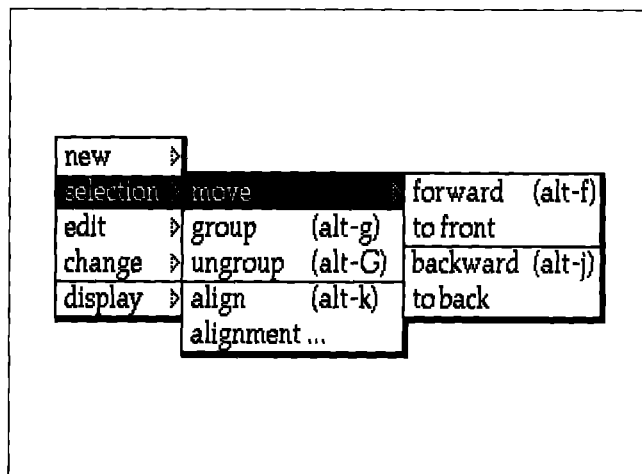 new
selection
edit
change
display
move
group (alt-g)
ungroup (alt-G)
align (alt-k)
alignment ...
forward (alt-f)
to front
backward (alt-j)
to back